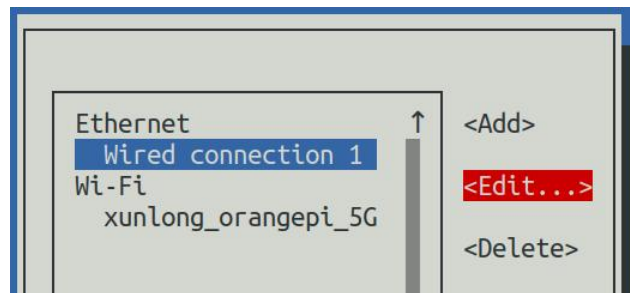 Ethernet ↑ <Add>
Wired connection 1
Wi-Fi <Edit...>
xunlong_orangepi_5G
<Delete>